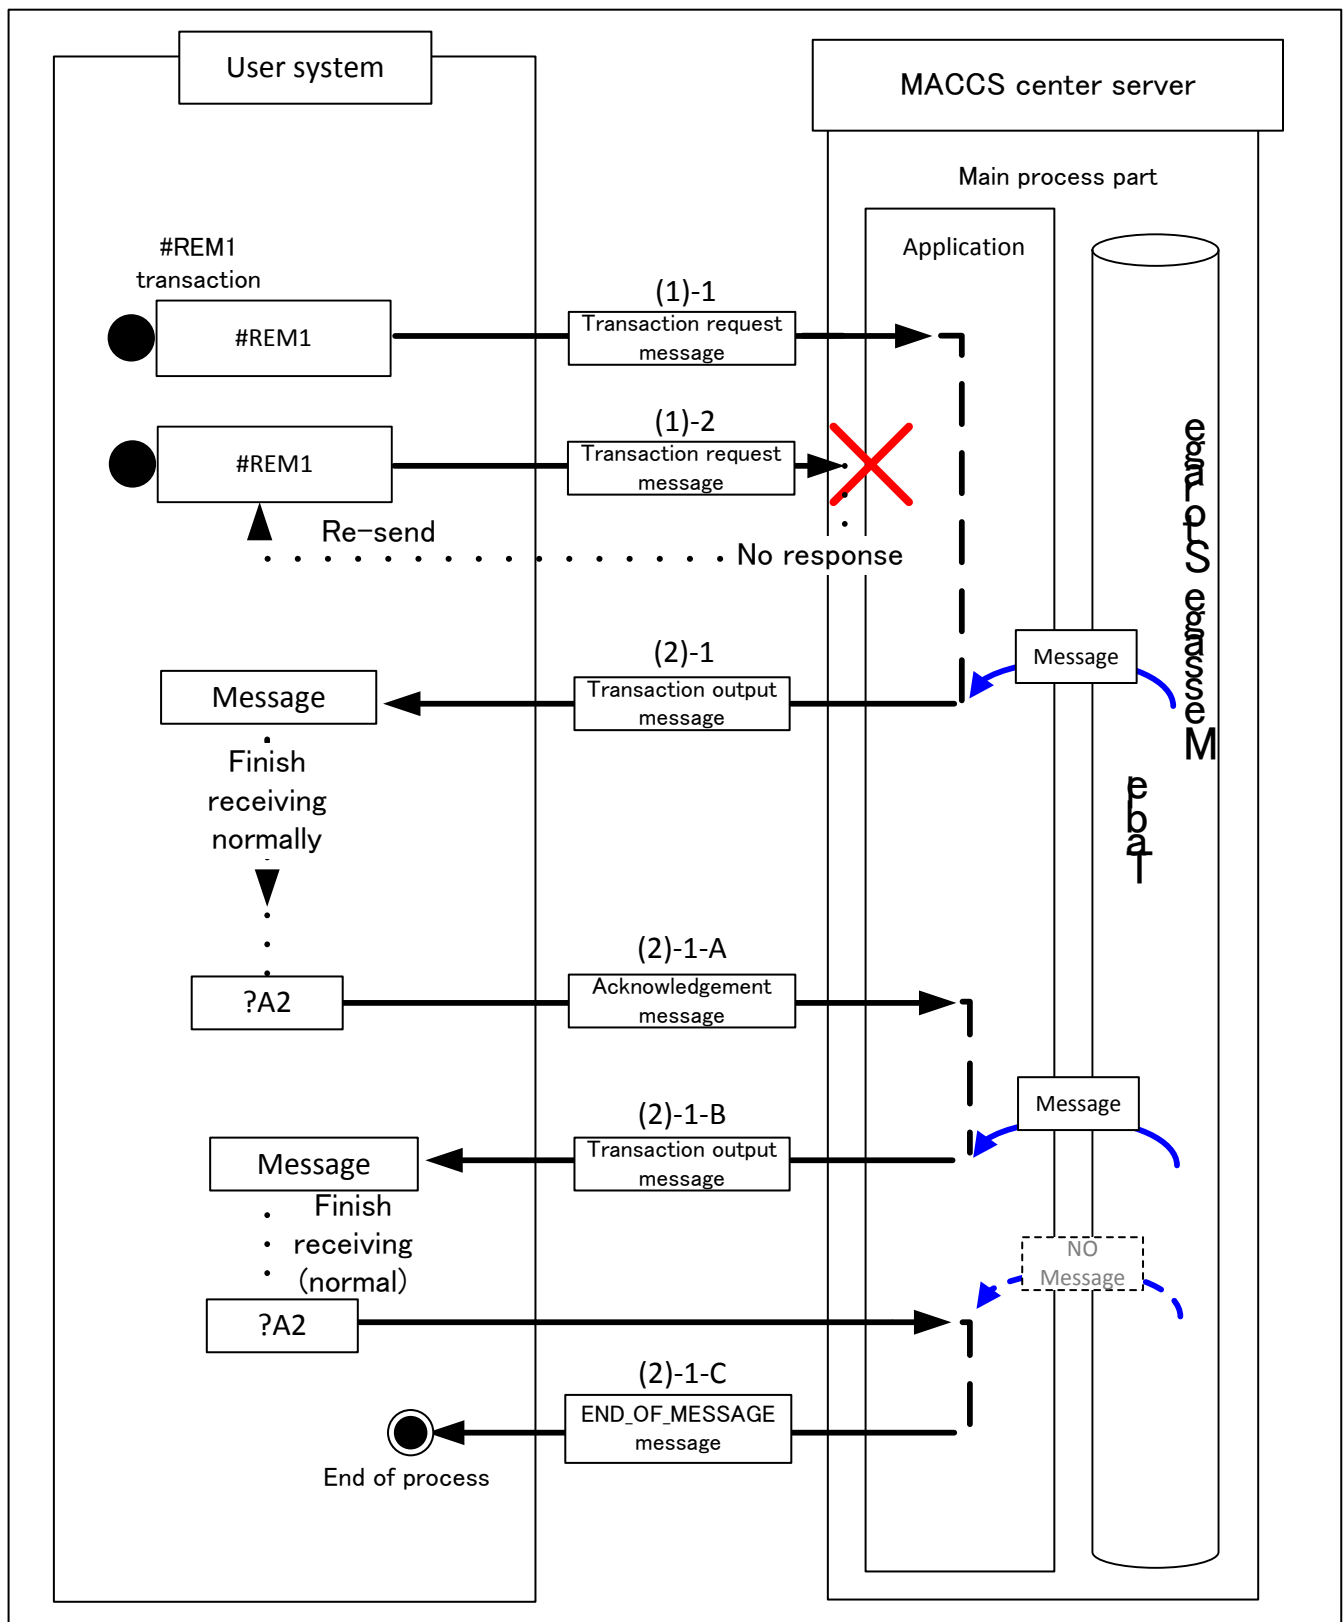 User system
MACCS center server
Main process part
Application
#REM1
transaction
#REM1
(1)-1
Transaction request
message
#REM1
(1)-2
Transaction request
message
Re-send
No response
Message Storage
Table
Message
(2)-1
Transaction output
message
Message
Finish
receiving
normally
?A2
(2)-1-A
Acknowledgement
message
Message
(2)-1-B
Transaction output
message
Message
Finish
receiving
(normal)
NO
Message
?A2
(2)-1-C
END_OF_MESSAGE
message
End of process